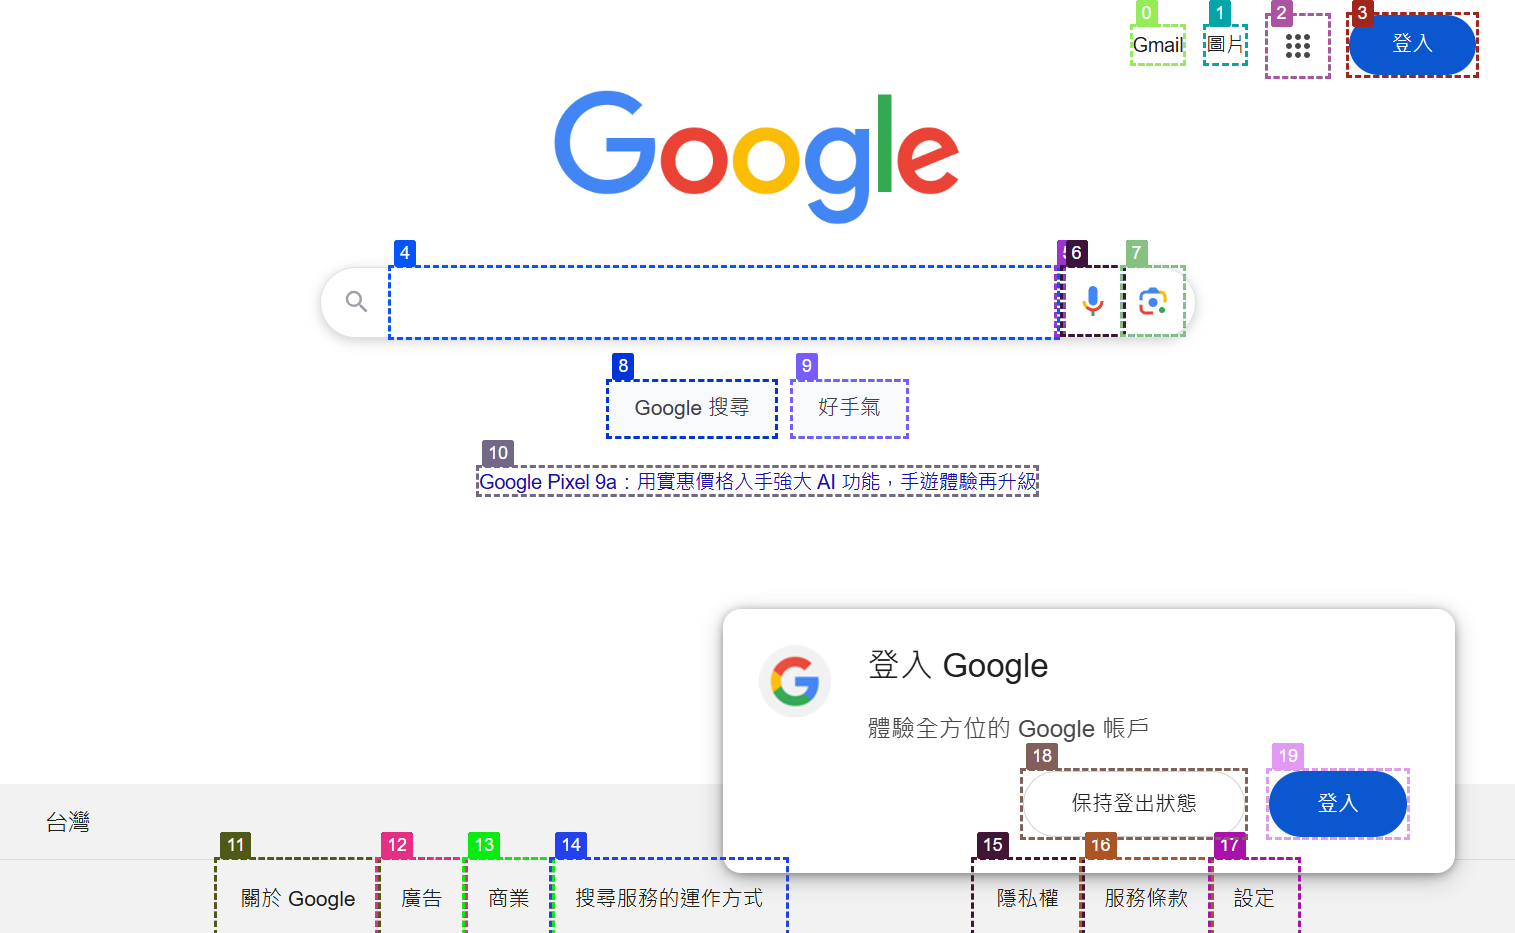 0 1 2 3
Gmail 圖片 登入
Google
4 6 7
8 9
Google 搜尋 好手氣
10
Google Pixel 9a：用實惠價格入手強大 AI 功能，手遊體驗再升級
登入 Google
體驗全方位的 Google 帳戶
18 19
保持登出狀態 登入
台灣
11 12 13 14 15 16 17
關於 Google 廣告 商業 搜尋服務的運作方式 隱私權 服務條款 設定